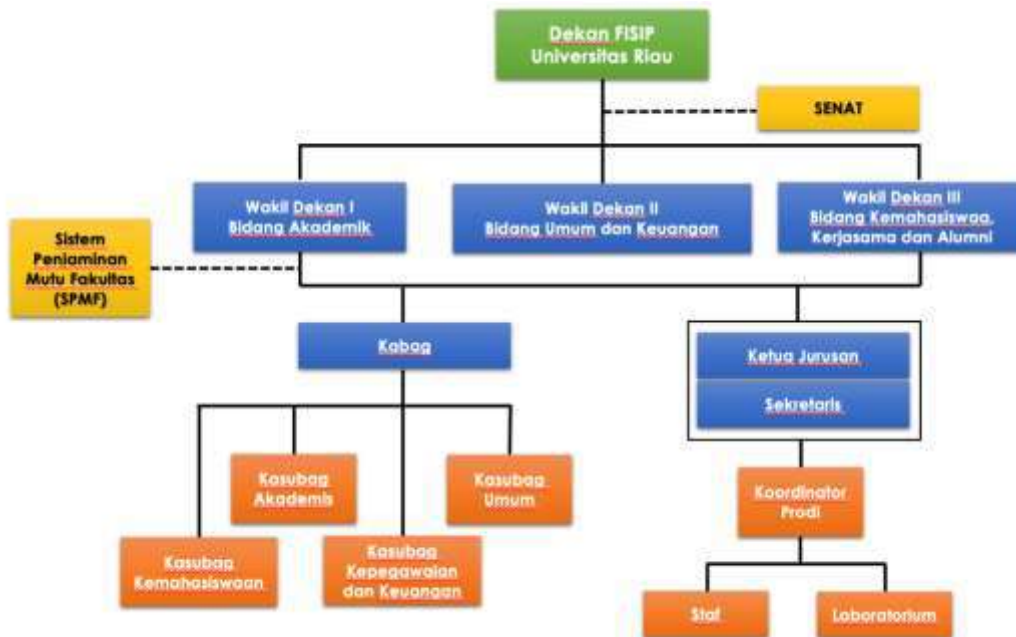 Dekan FISIP
Universitas Riau
SENAT
Wakil Dekan I
Bidang Akademik
Wakil Dekan II
Bidang Umum dan Keuangan
Wakil Dekan III
Bidang Kemahasiswaa,
Kerjasama dan Alumni
Sistem
Penjaminan
Mutu Fakultas
(SPMF)
Kabag
Ketua Jurusan
Sekretaris
Kasubag
Akademis
Kasubag
Umum
Koordinator
Prodi
Kasubag
Kemahasiswaan
Kasubag
Kepegawaian
dan Keuangan
Staf
Laboratorium